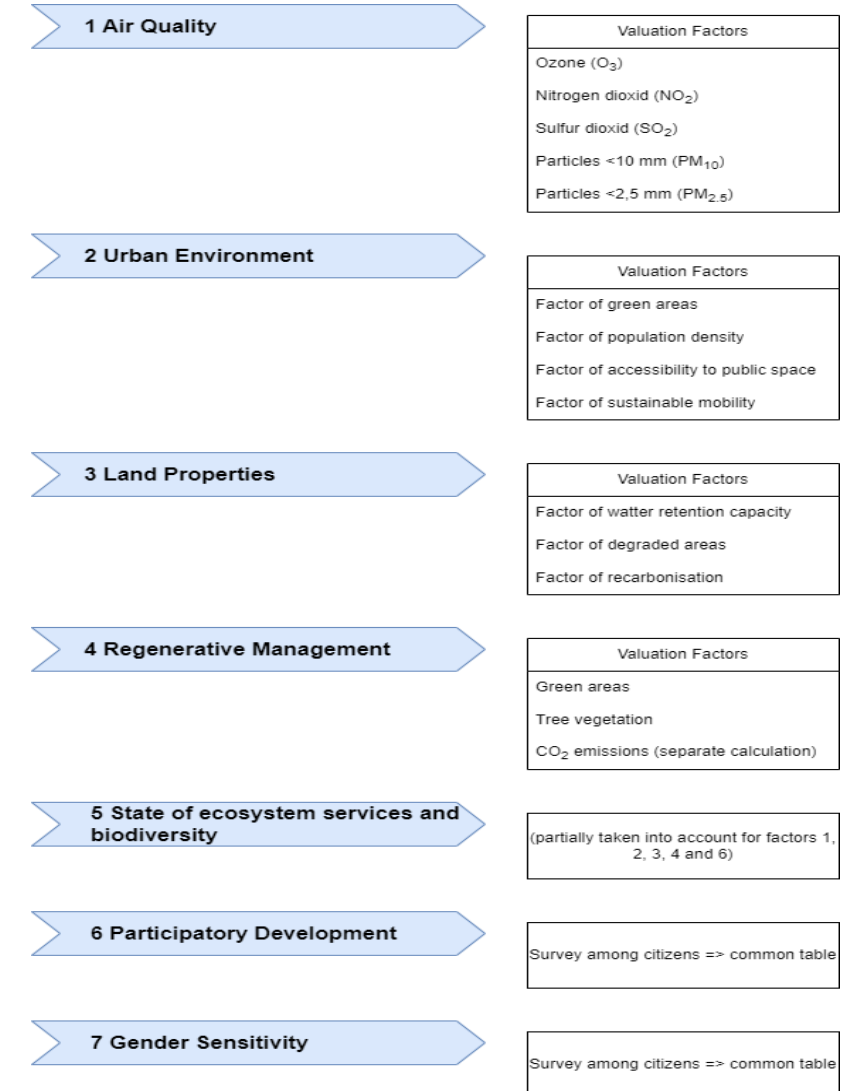 1 Air Quality
Valuation Factors
Ozone (O₃)
Nitrogen dioxid (NO₂)
Sulfur dioxid (SO₂)
Particles <10 mm (PM₁₀)
Particles <2,5 mm (PM₂.₅)
2 Urban Environment
Valuation Factors
Factor of green areas
Factor of population density
Factor of accessibility to public space
Factor of sustainable mobility
3 Land Properties
Valuation Factors
Factor of watter retention capacity
Factor of degraded areas
Factor of recarbonisation
4 Regenerative Management
Valuation Factors
Green areas
Tree vegetation
CO₂ emissions (separate calculation)
5 State of ecosystem services and
biodiversity
(partially taken into account for factors 1,
2, 3, 4 and 6)
6 Participatory Development
Survey among citizens => common table
7 Gender Sensitivity
Survey among citizens => common table